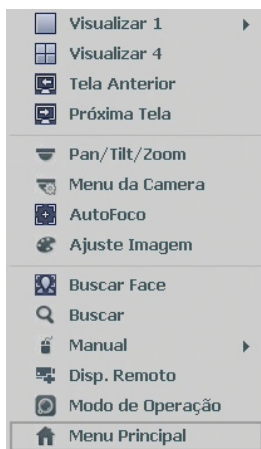 Visualizar 1
Visualizar 4
Tela Anterior
Próxima Tela
Pan/Tilt/Zoom
Menu da Camera
AutoFoco
Ajuste Imagem
Buscar Face
Buscar
Manual
Disp. Remoto
Modo de Operação
Menu Principal